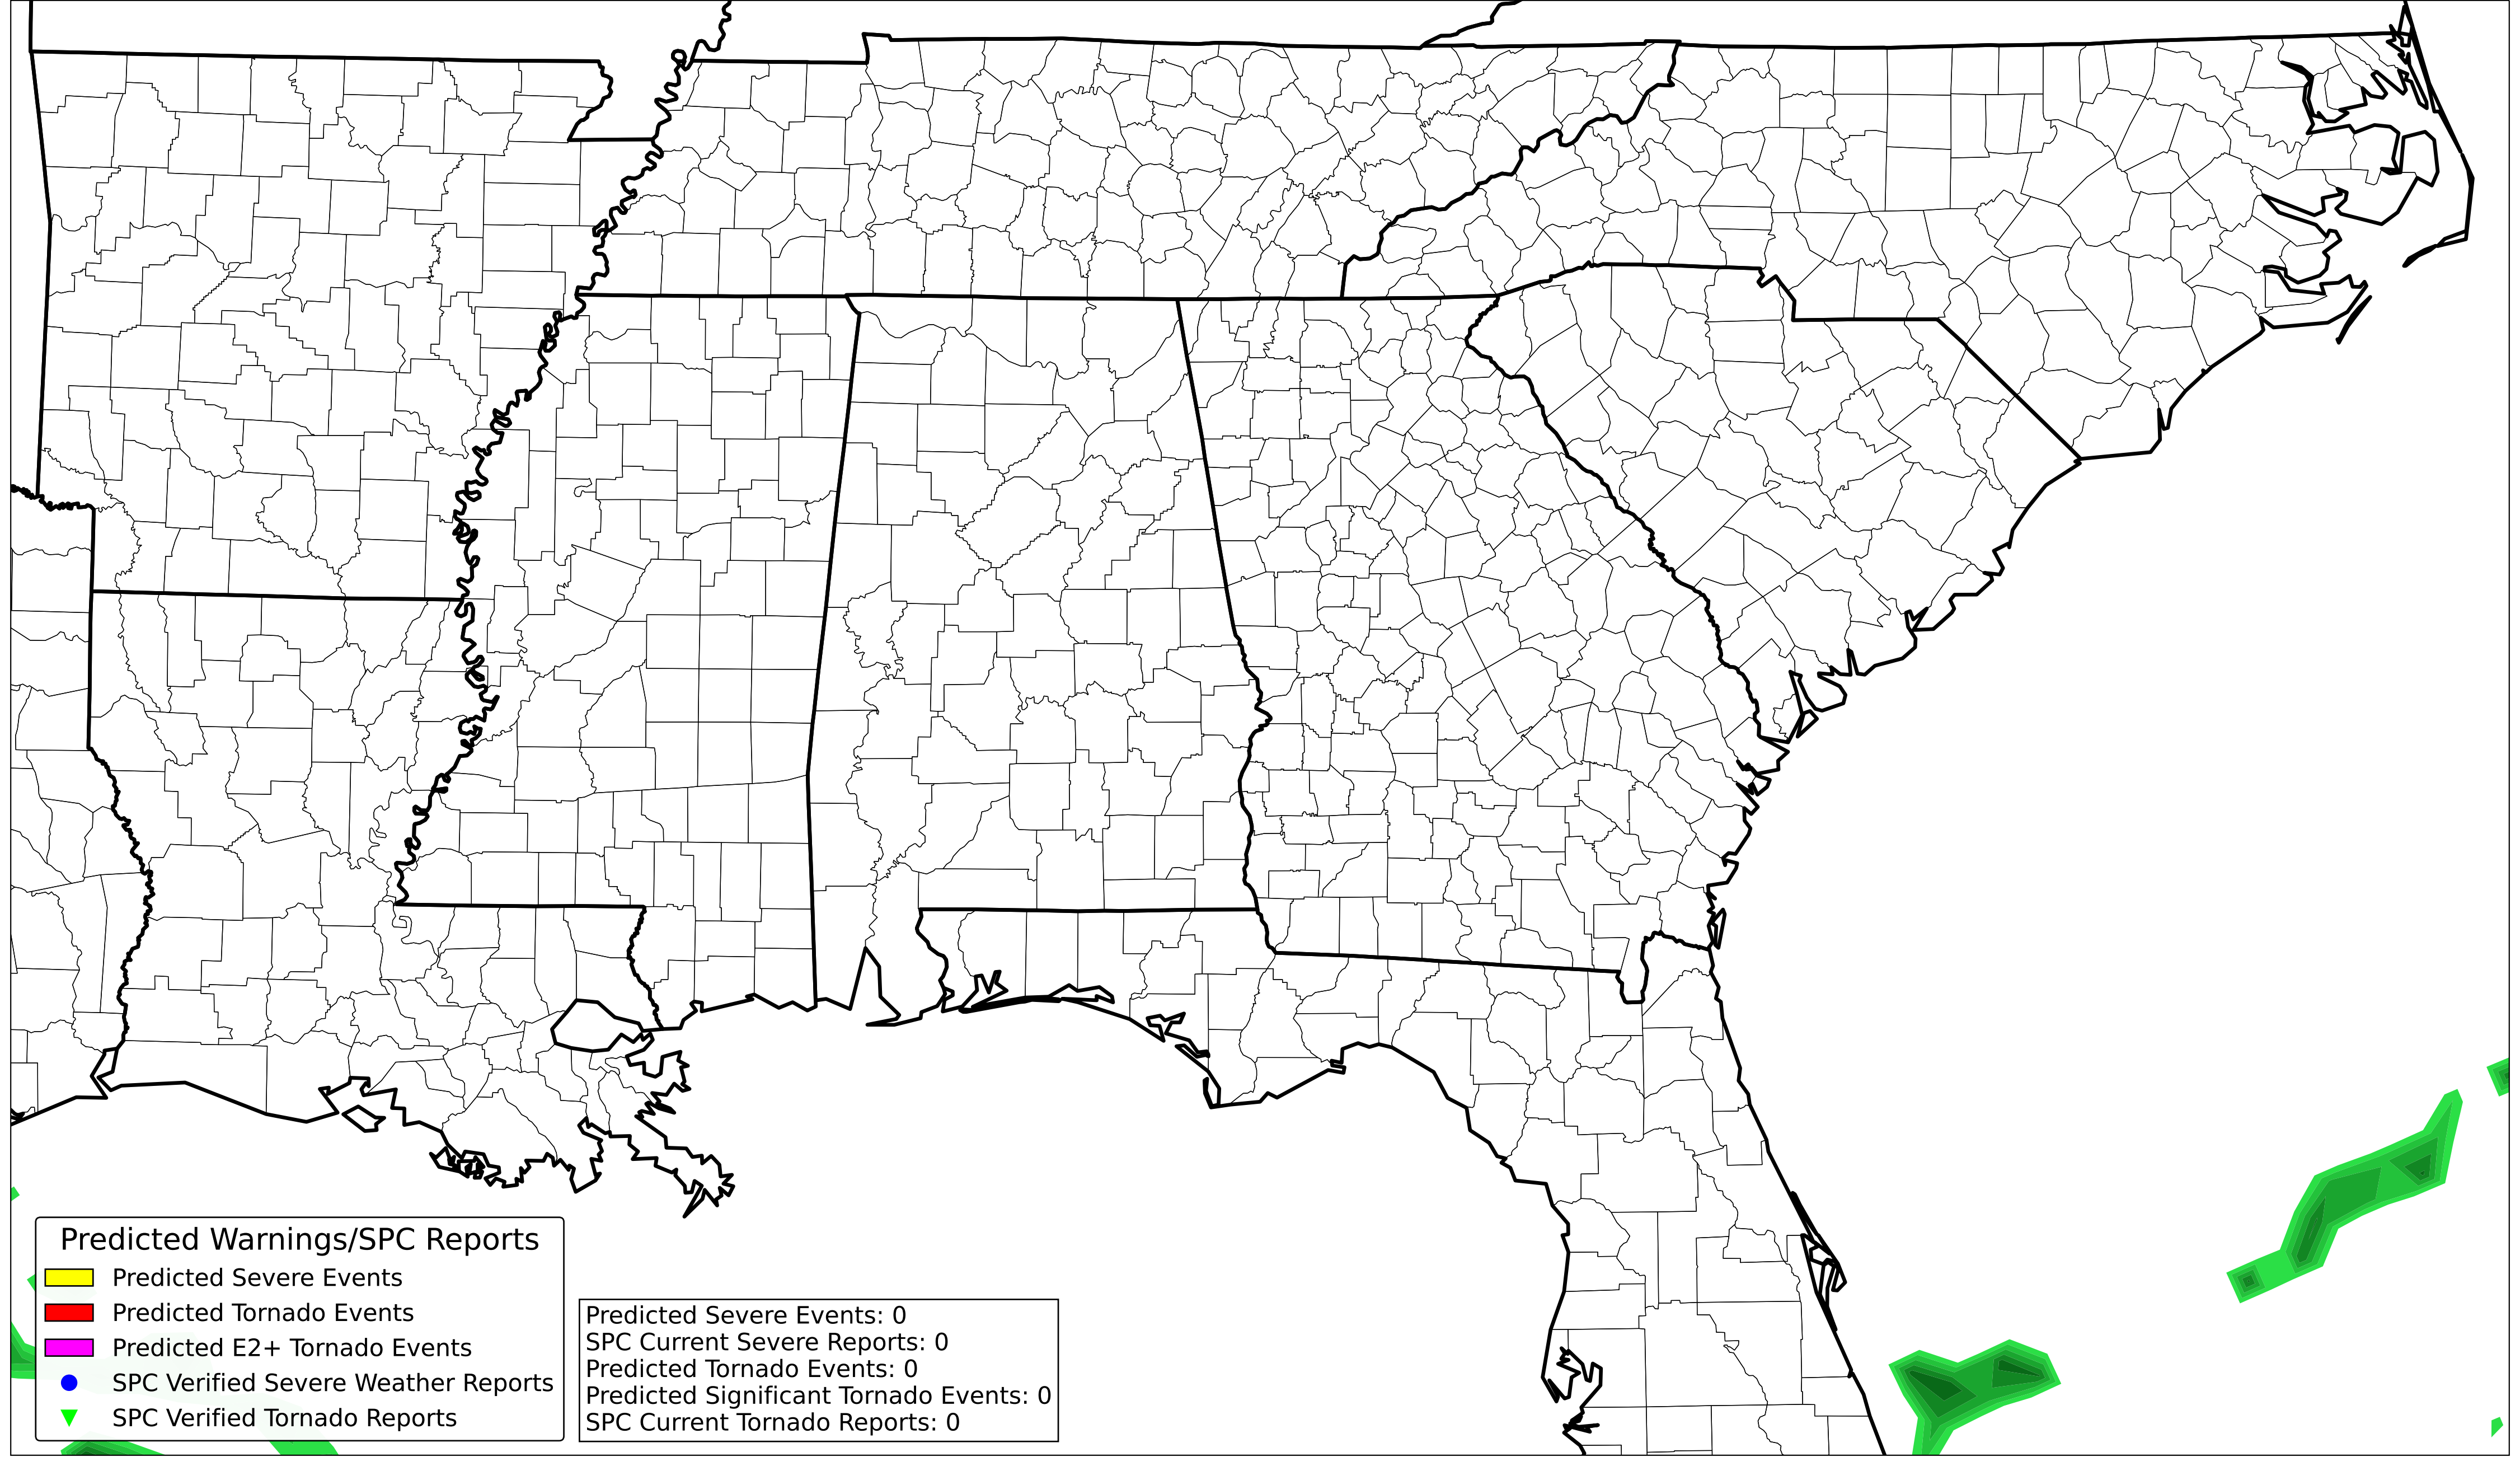 Predicted Warnings/SPC Reports
Predicted Severe Events
Predicted Tornado Events
Predicted E2+ Tornado Events
SPC Verified Severe Weather Reports
SPC Verified Tornado Reports
Predicted Severe Events: 0
SPC Current Severe Reports: 0
Predicted Tornado Events: 0
Predicted Significant Tornado Events: 0
SPC Current Tornado Reports: 0